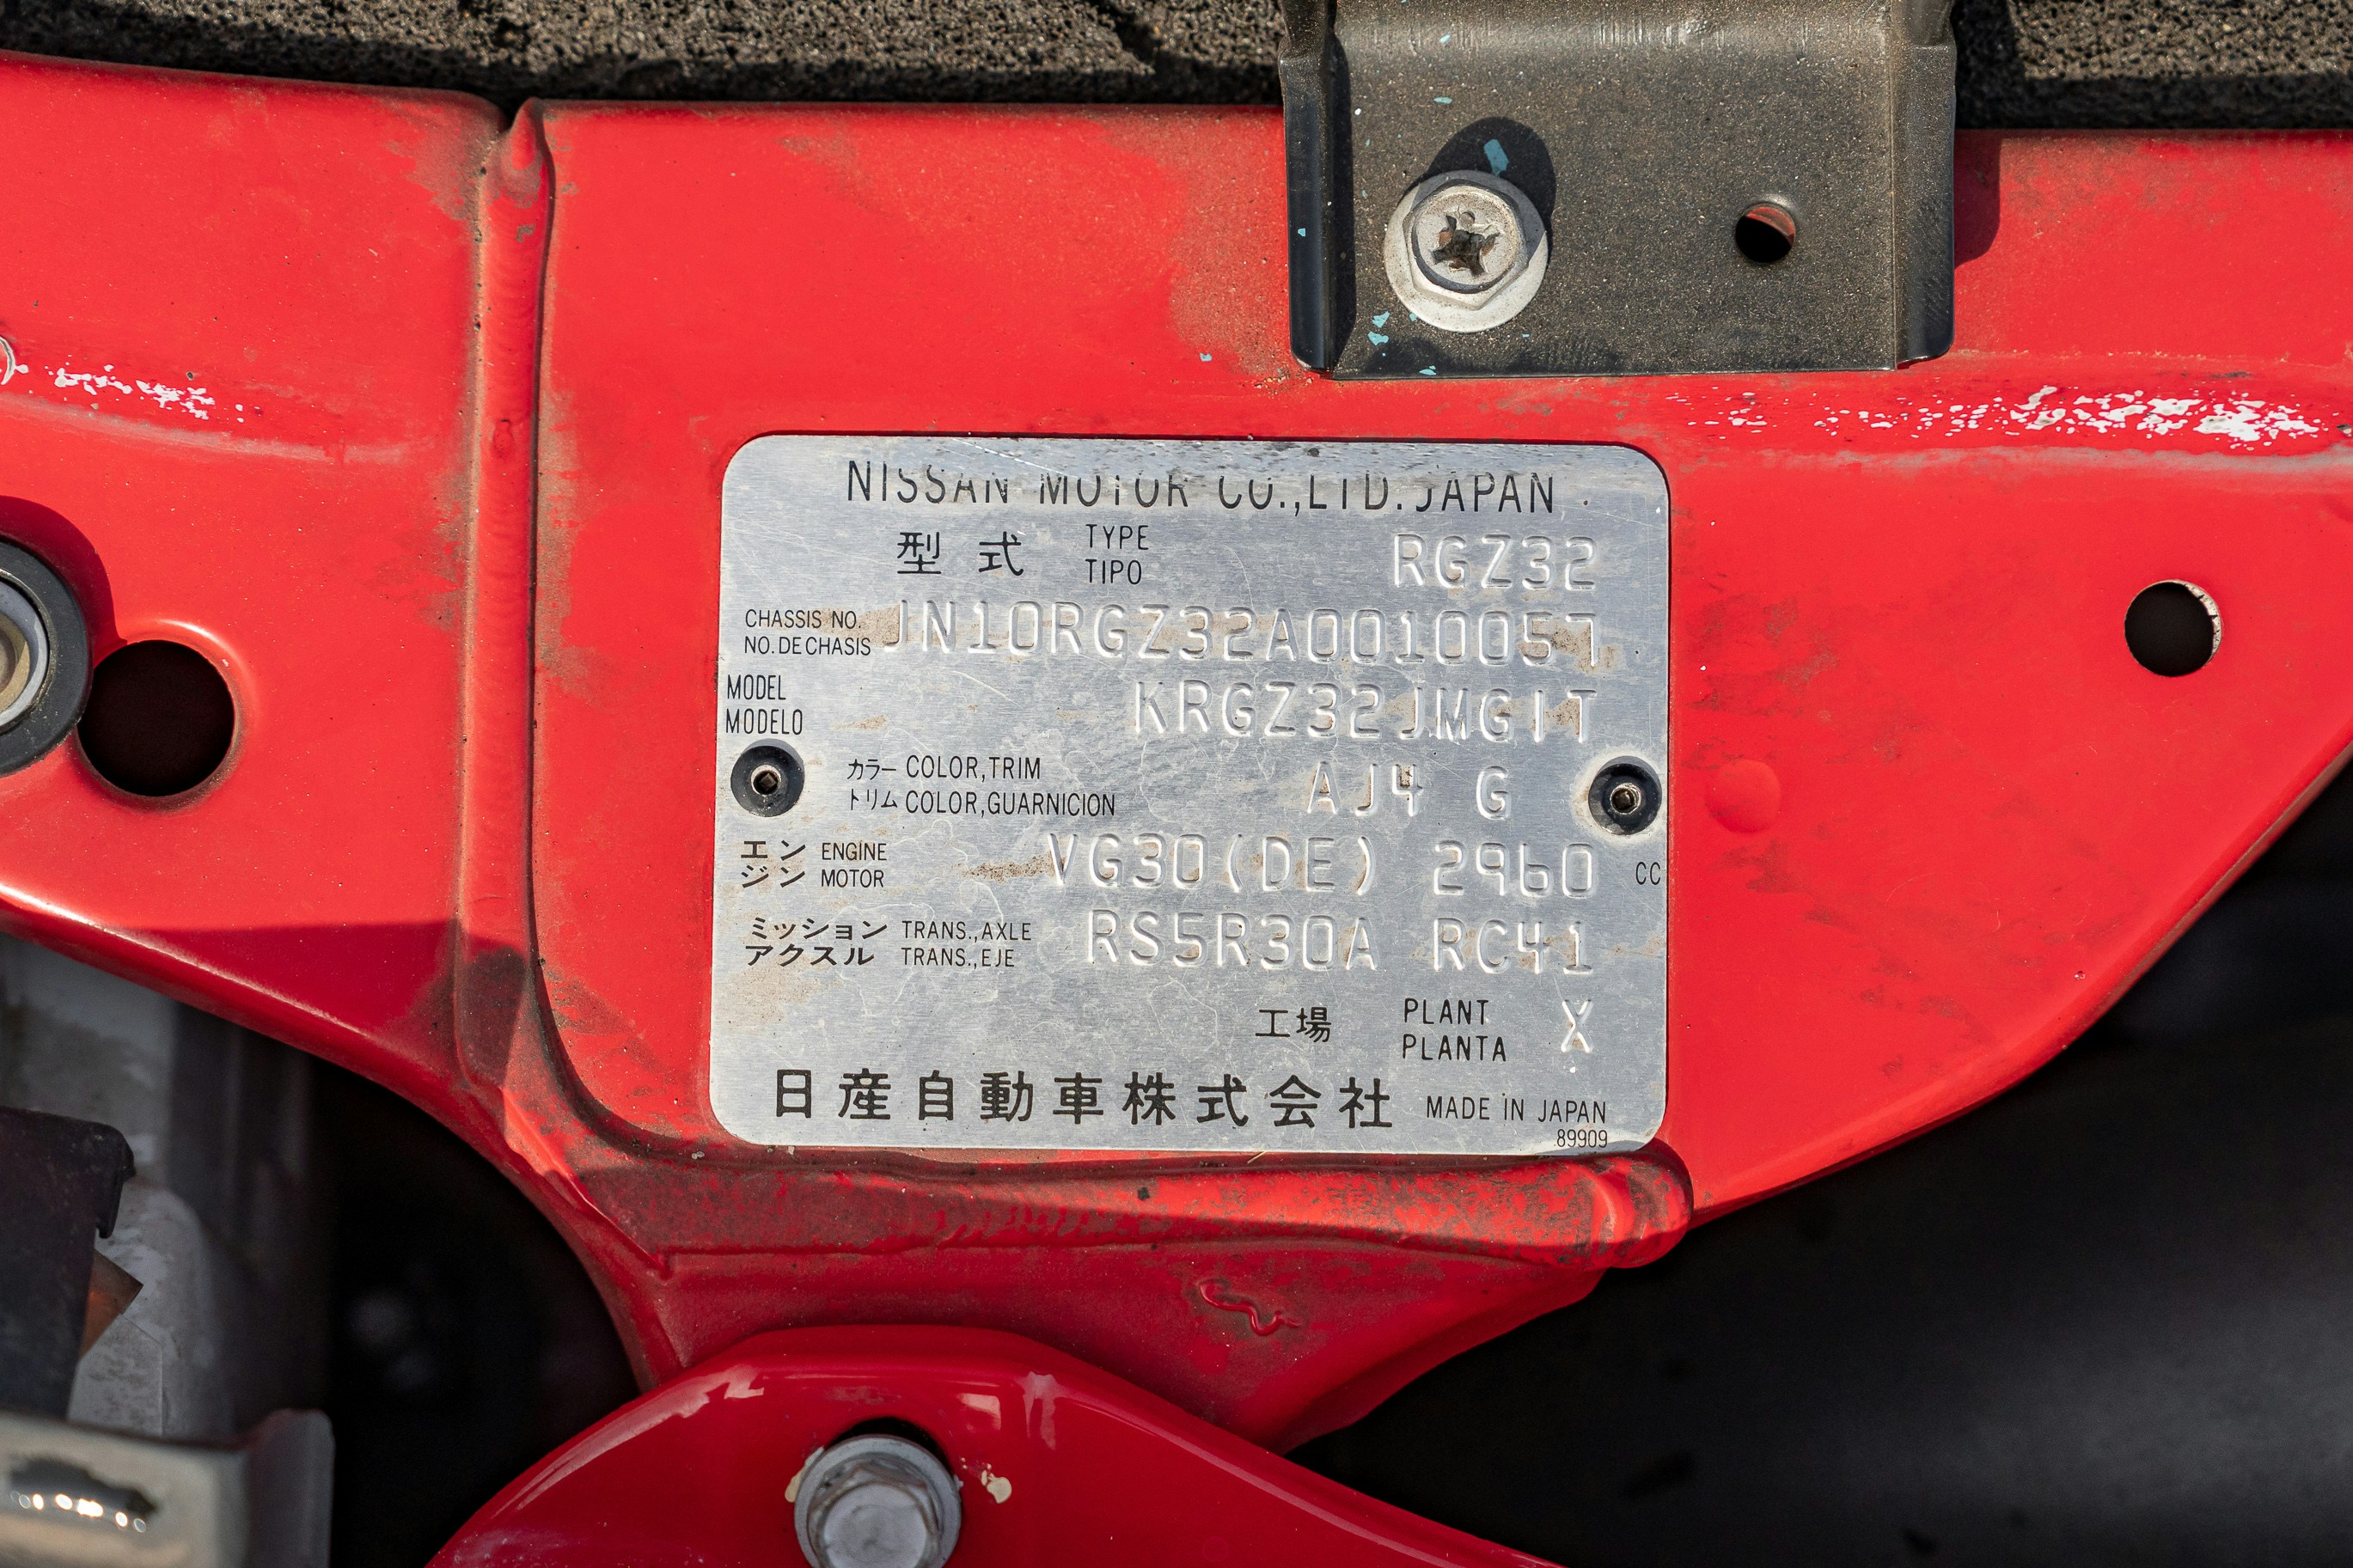 NISSAN MOTOR CO.,LTD. JAPAN
型式 TYPE RGZ32
TIPO
CHASSIS NO. JN10RGZ32A0010057
NO. DE CHASIS
MODEL KRGZ32JMGIT
MODELO
カラー COLOR,TRIM AJ4 G
トリム COLOR,GUARNICION
エン ENGINE VG30(DE) 2960 CC
ジン MOTOR
ミッション TRANS.,AXLE RS5R30A RC41
アクスル TRANS.,EJE
工場 PLANT X
PLANTA
日産自動車株式会社 MADE IN JAPAN
89909